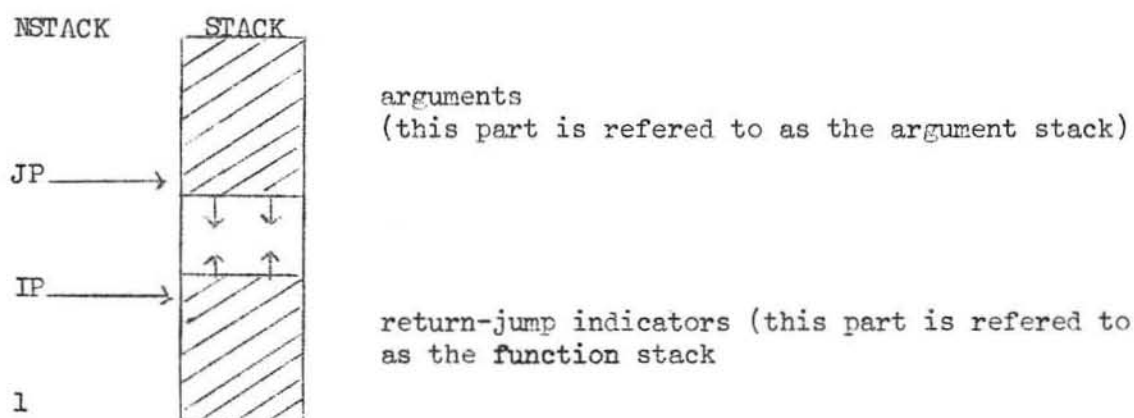 NSTACK STACK
arguments
(this part is refered to as the argument stack)
JP
IP
return-jump indicators (this part is refered to
as the function stack
1